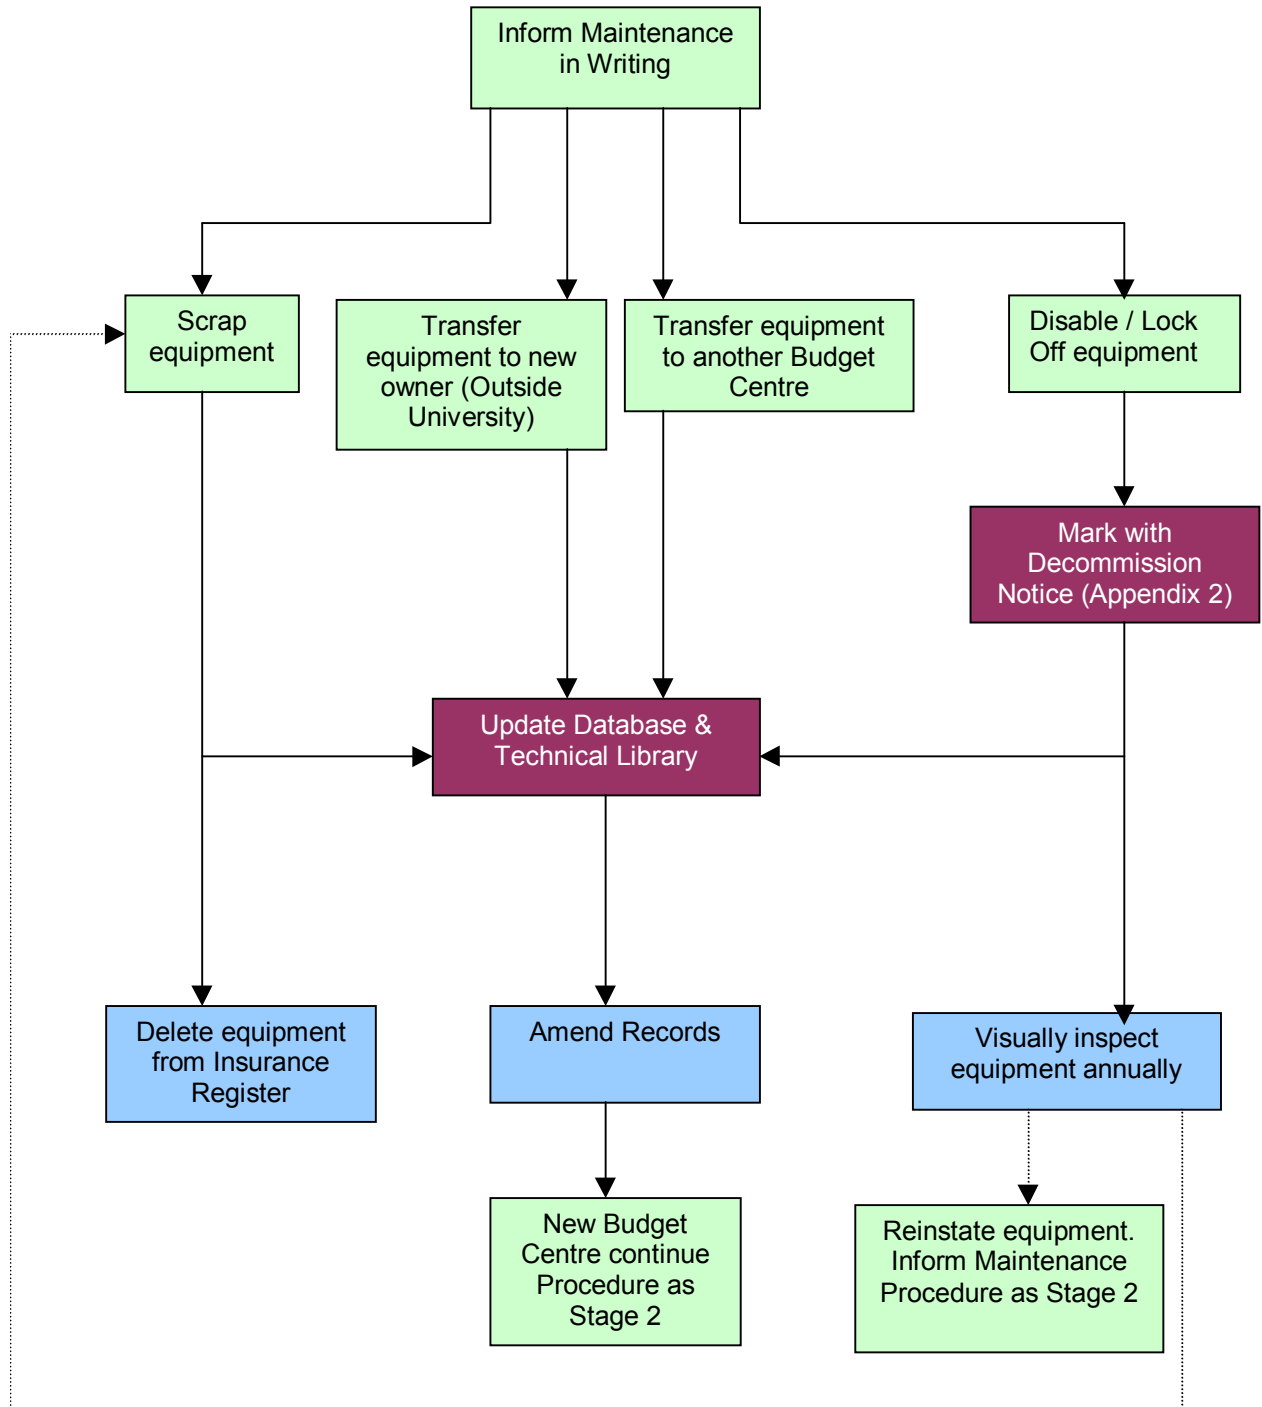 Inform Maintenance
in Writing
Scrap
equipment
Transfer
equipment to new
owner (Outside
University)
Transfer equipment
to another Budget
Centre
Disable / Lock
Off equipment
Mark with
Decommission
Notice (Appendix 2)
Update Database &
Technical Library
Delete equipment
from Insurance
Register
Amend Records
Visually inspect
equipment annually
New Budget
Centre continue
Procedure as
Stage 2
Reinstate equipment.
Inform Maintenance
Procedure as Stage 2